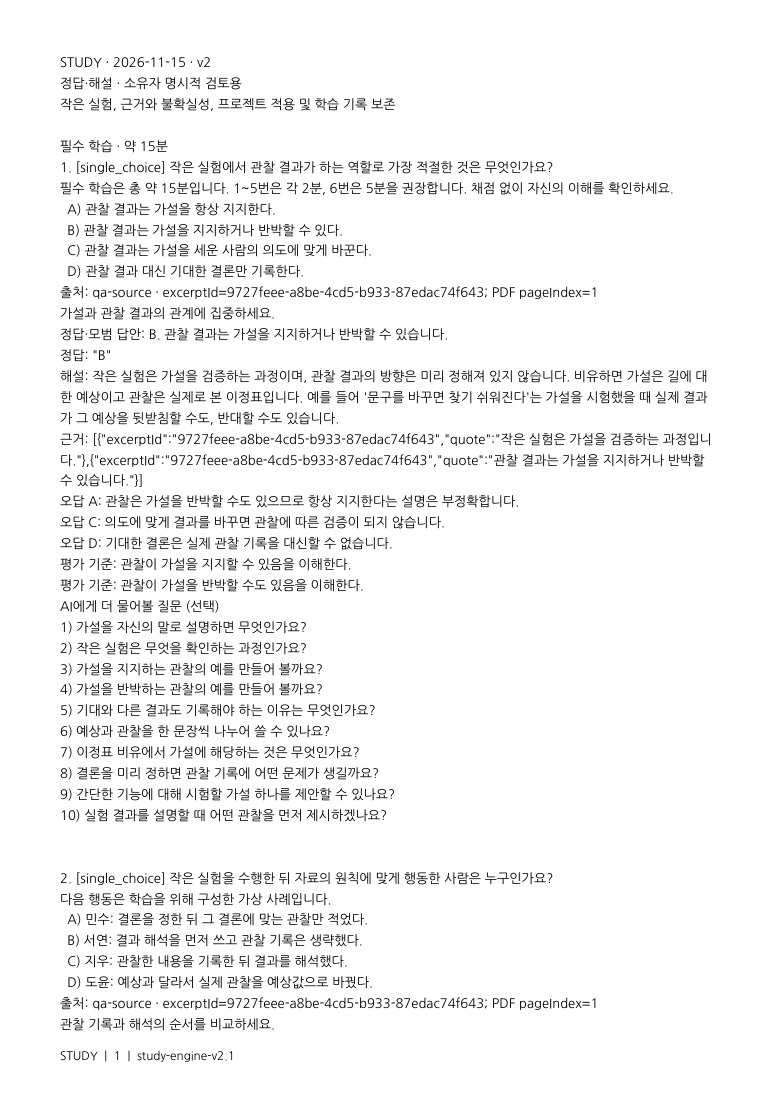 STUDY · 2026-11-15 · v2
정답·해설 · 소유자 명시적 검토용
작은 실험, 근거와 불확실성, 프로젝트 적용 및 학습 기록 보존
필수 학습 · 약 15분
1. [single_choice] 작은 실험에서 관찰 결과가 하는 역할로 가장 적절한 것은 무엇인가요?
필수 학습은 총 약 15분입니다. 1~5번은 각 2분, 6번은 5분을 권장합니다. 채점 없이 자신의 이해를 확인하세요.
A) 관찰 결과는 가설을 항상 지지한다.
B) 관찰 결과는 가설을 지지하거나 반박할 수 있다.
C) 관찰 결과는 가설을 세운 사람의 의도에 맞게 바꾼다.
D) 관찰 결과 대신 기대한 결론만 기록한다.
출처: qa-source · excerptId=9727feee-a8be-4cd5-b933-87edac74f643; PDF pageIndex=1
가설과 관찰 결과의 관계에 집중하세요.
정답·모범 답안: B. 관찰 결과는 가설을 지지하거나 반박할 수 있습니다.
정답: "B"
해설: 작은 실험은 가설을 검증하는 과정이며, 관찰 결과의 방향은 미리 정해져 있지 않습니다. 비유하면 가설은 길에 대
한 예상이고 관찰은 실제로 본 이정표입니다. 예를 들어 '문구를 바꾸면 찾기 쉬워진다'는 가설을 시험했을 때 실제 결과
가 그 예상을 뒷받침할 수도, 반대할 수도 있습니다.
근거: [{"excerptId":"9727feee-a8be-4cd5-b933-87edac74f643","quote":"작은 실험은 가설을 검증하는 과정입니
다."},{"excerptId":"9727feee-a8be-4cd5-b933-87edac74f643","quote":"관찰 결과는 가설을 지지하거나 반박할
수 있습니다."}]
오답 A: 관찰은 가설을 반박할 수도 있으므로 항상 지지한다는 설명은 부정확합니다.
오답 C: 의도에 맞게 결과를 바꾸면 관찰에 따른 검증이 되지 않습니다.
오답 D: 기대한 결론은 실제 관찰 기록을 대신할 수 없습니다.
평가 기준: 관찰이 가설을 지지할 수 있음을 이해한다.
평가 기준: 관찰이 가설을 반박할 수도 있음을 이해한다.
AI에게 더 물어볼 질문 (선택)
1) 가설을 자신의 말로 설명하면 무엇인가요?
2) 작은 실험은 무엇을 확인하는 과정인가요?
3) 가설을 지지하는 관찰의 예를 만들어 볼까요?
4) 가설을 반박하는 관찰의 예를 만들어 볼까요?
5) 기대와 다른 결과도 기록해야 하는 이유는 무엇인가요?
6) 예상과 관찰을 한 문장씩 나누어 쓸 수 있나요?
7) 이정표 비유에서 가설에 해당하는 것은 무엇인가요?
8) 결론을 미리 정하면 관찰 기록에 어떤 문제가 생길까요?
9) 간단한 기능에 대해 시험할 가설 하나를 제안할 수 있나요?
10) 실험 결과를 설명할 때 어떤 관찰을 먼저 제시하겠나요?
2. [single_choice] 작은 실험을 수행한 뒤 자료의 원칙에 맞게 행동한 사람은 누구인가요?
다음 행동은 학습을 위해 구성한 가상 사례입니다.
A) 민수: 결론을 정한 뒤 그 결론에 맞는 관찰만 적었다.
B) 서연: 결과 해석을 먼저 쓰고 관찰 기록은 생략했다.
C) 지우: 관찰한 내용을 기록한 뒤 결과를 해석했다.
D) 도윤: 예상과 달라서 실제 관찰을 예상값으로 바꿨다.
출처: qa-source · excerptId=9727feee-a8be-4cd5-b933-87edac74f643; PDF pageIndex=1
관찰 기록과 해석의 순서를 비교하세요.
STUDY | 1 | study-engine-v2.1